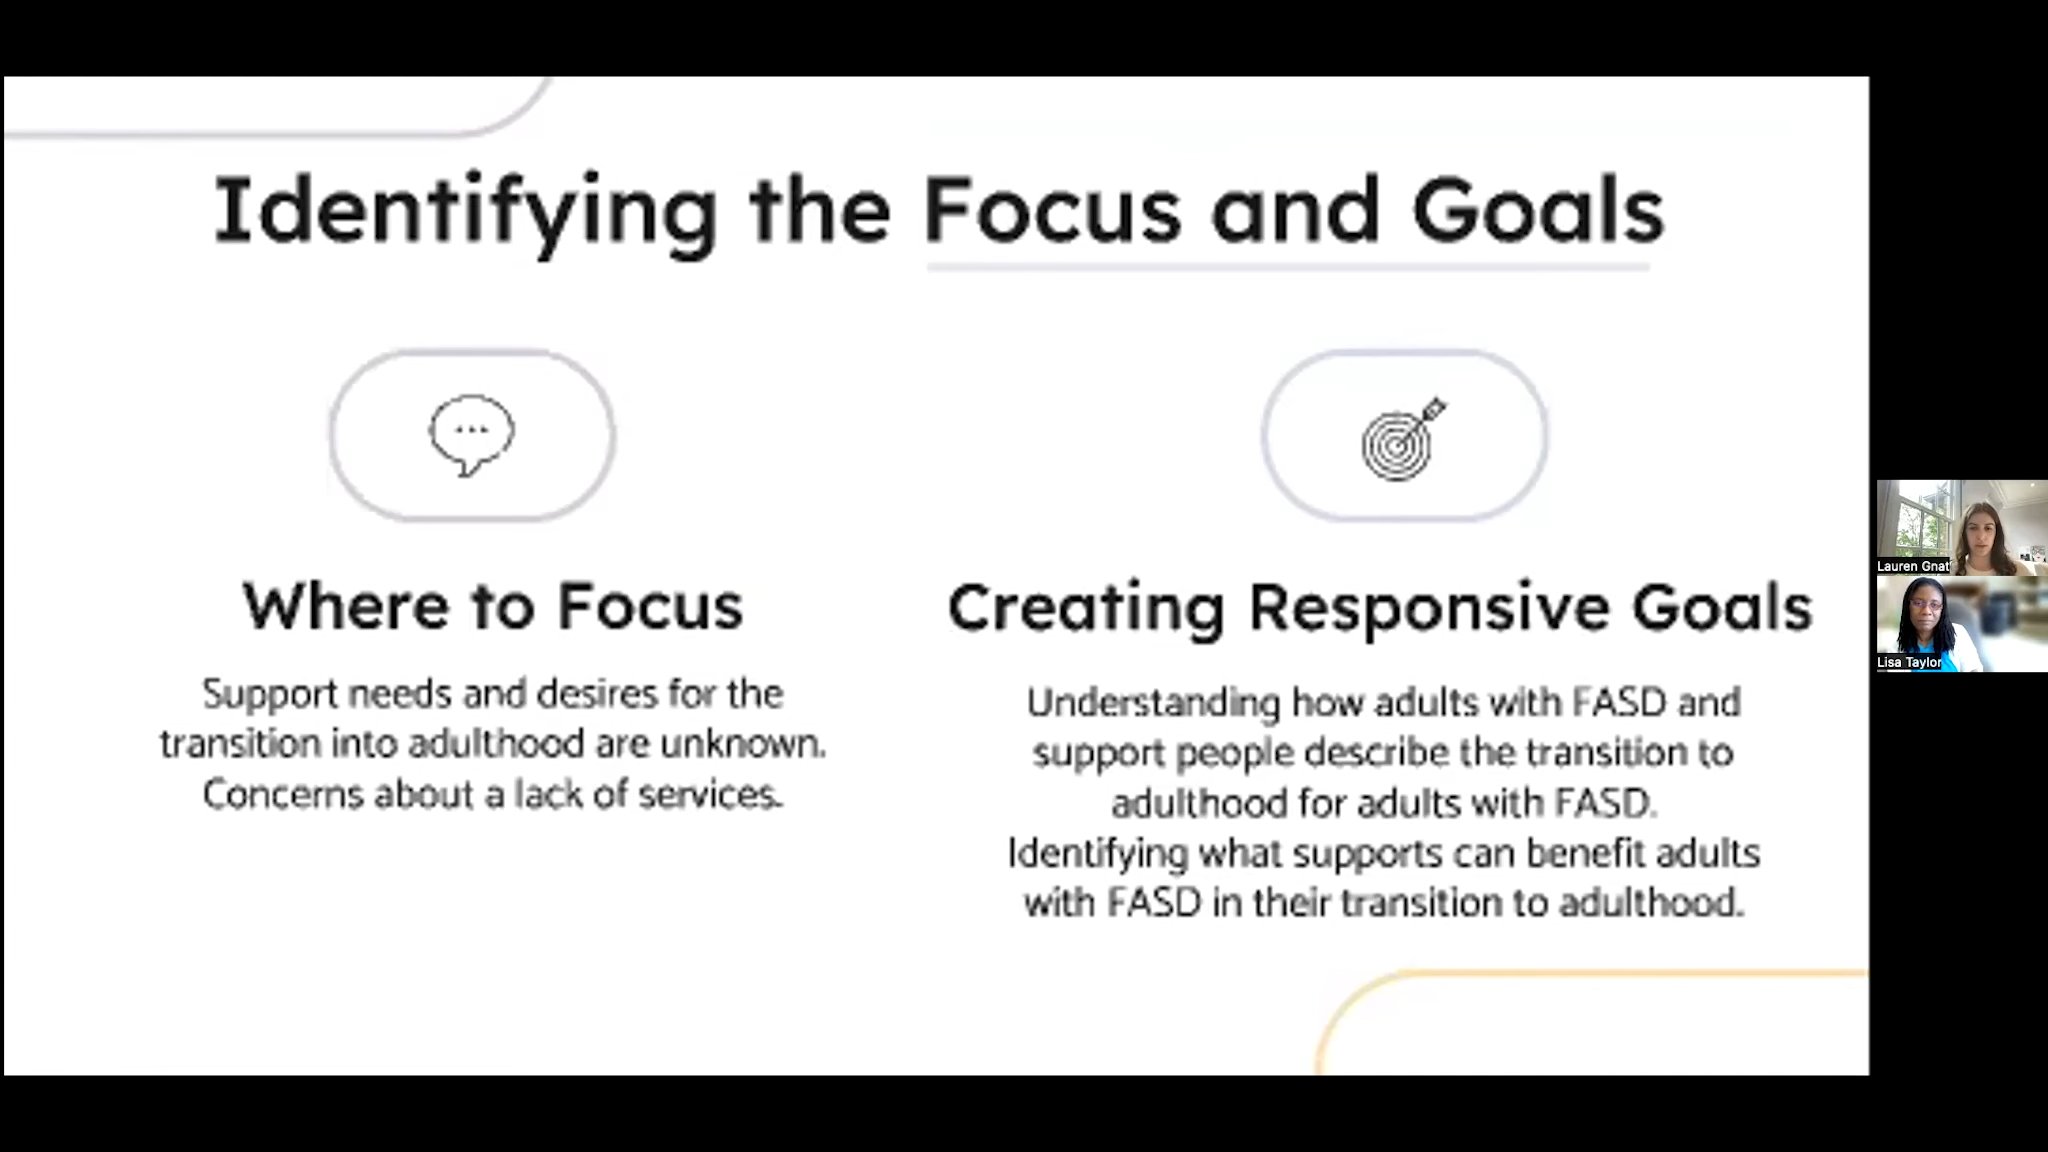 Identifying the Focus and Goals
Where to Focus
Support needs and desires for the
transition into adulthood are unknown.
Concerns about a lack of services.
Creating Responsive Goals
Understanding how adults with FASD and
support people describe the transition to
adulthood for adults with FASD.
Identifying what supports can benefit adults
with FASD in their transition to adulthood.
Lauren Gnat
Lisa Taylor